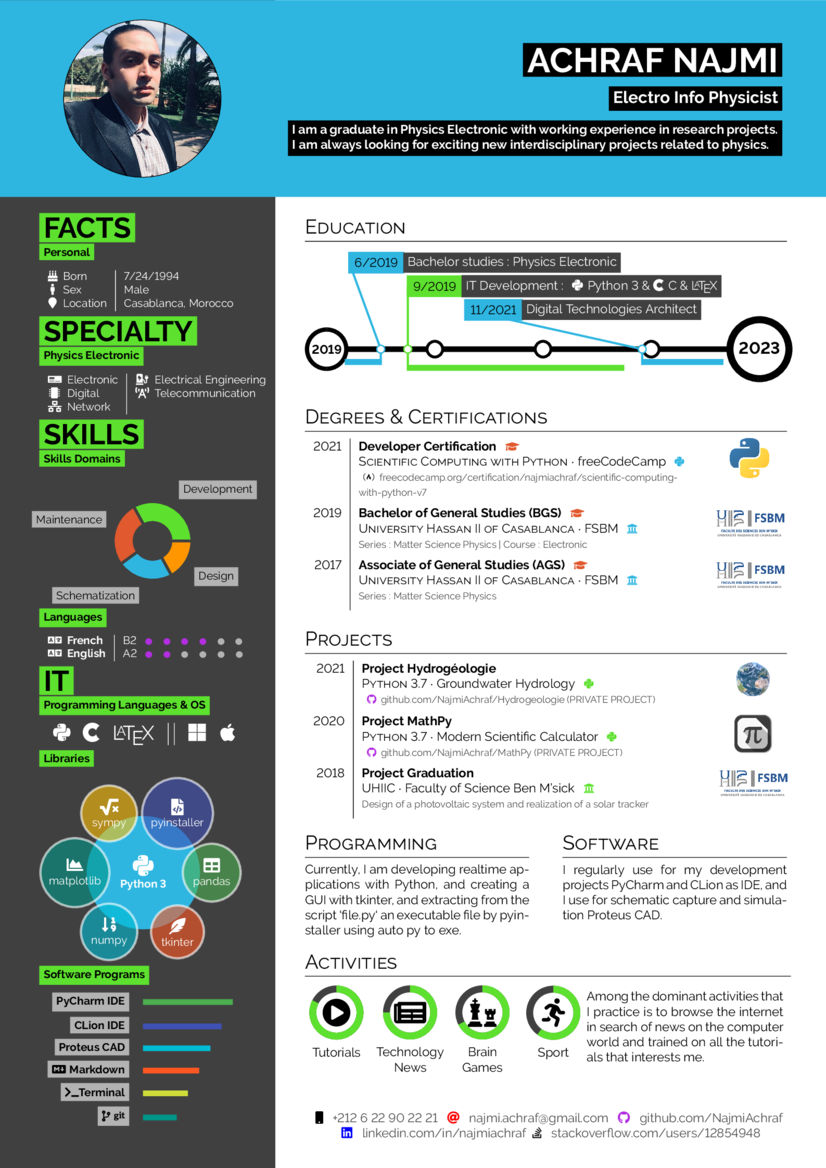 ACHRAF NAJMI
Electro Info Physicist
I am a graduate in Physics Electronic with working experience in research projects.
I am always looking for exciting new interdisciplinary projects related to physics.
FACTS
Personal
Born 7/24/1994
Sex Male
Location Casablanca, Morocco
SPECIALTY
Physics Electronic
Electronic Electrical Engineering
Digital Telecommunication
Network
SKILLS
Skills Domains
Development
Maintenance
Design
Schematization
Languages
French B2
English A2
IT
Programming Languages & OS
LATEX
Libraries
sympy
pyinstaller
matplotlib
Python 3
pandas
numpy
tkinter
Software Programs
PyCharm IDE
CLion IDE
Proteus CAD
Markdown
Terminal
git
EDUCATION
6/2019 Bachelor studies : Physics Electronic
9/2019 IT Development : Python 3 & C & LATEX
11/2021 Digital Technologies Architect
2019
2023
DEGREES & CERTIFICATIONS
2021 Developer Certification
SCIENTIFIC COMPUTING WITH PYTHON · freeCodeCamp
freecodecamp.org/certification/najmiachraf/scientific-computing-
with-python-v7
2019 Bachelor of General Studies (BGS)
UNIVERSITY HASSAN II OF CASABLANCA · FSBM
Series : Matter Science Physics | Course : Electronic
FSBM
2017 Associate of General Studies (AGS)
UNIVERSITY HASSAN II OF CASABLANCA · FSBM
Series : Matter Science Physics
FSBM
PROJECTS
2021 Project Hydrogéologie
PYTHON 3.7 · Groundwater Hydrology
github.com/NajmiAchraf/Hydrogeologie (PRIVATE PROJECT)
2020 Project MathPy
PYTHON 3.7 · Modern Scientific Calculator
github.com/NajmiAchraf/MathPy (PRIVATE PROJECT)
π
2018 Project Graduation
UHIIC · Faculty of Science Ben M'sick
Design of a photovoltaic system and realization of a solar tracker
FSBM
PROGRAMMING
Currently, I am developing realtime ap-
plications with Python, and creating a
GUI with tkinter, and extracting from the
script 'file.py' an executable file by pyin-
staller using auto py to exe.
SOFTWARE
I regularly use for my development
projects PyCharm and CLion as IDE, and
I use for schematic capture and simula-
tion Proteus CAD.
ACTIVITIES
Tutorials
Technology
News
Brain
Games
Sport
Among the dominant activities that
I practice is to browse the internet
in search of news on the computer
world and trained on all the tutori-
als that interests me.
+212 6 22 90 22 21 najmi.achraf@gmail.com github.com/NajmiAchraf
linkedin.com/in/najmiachraf stackoverflow.com/users/12854948